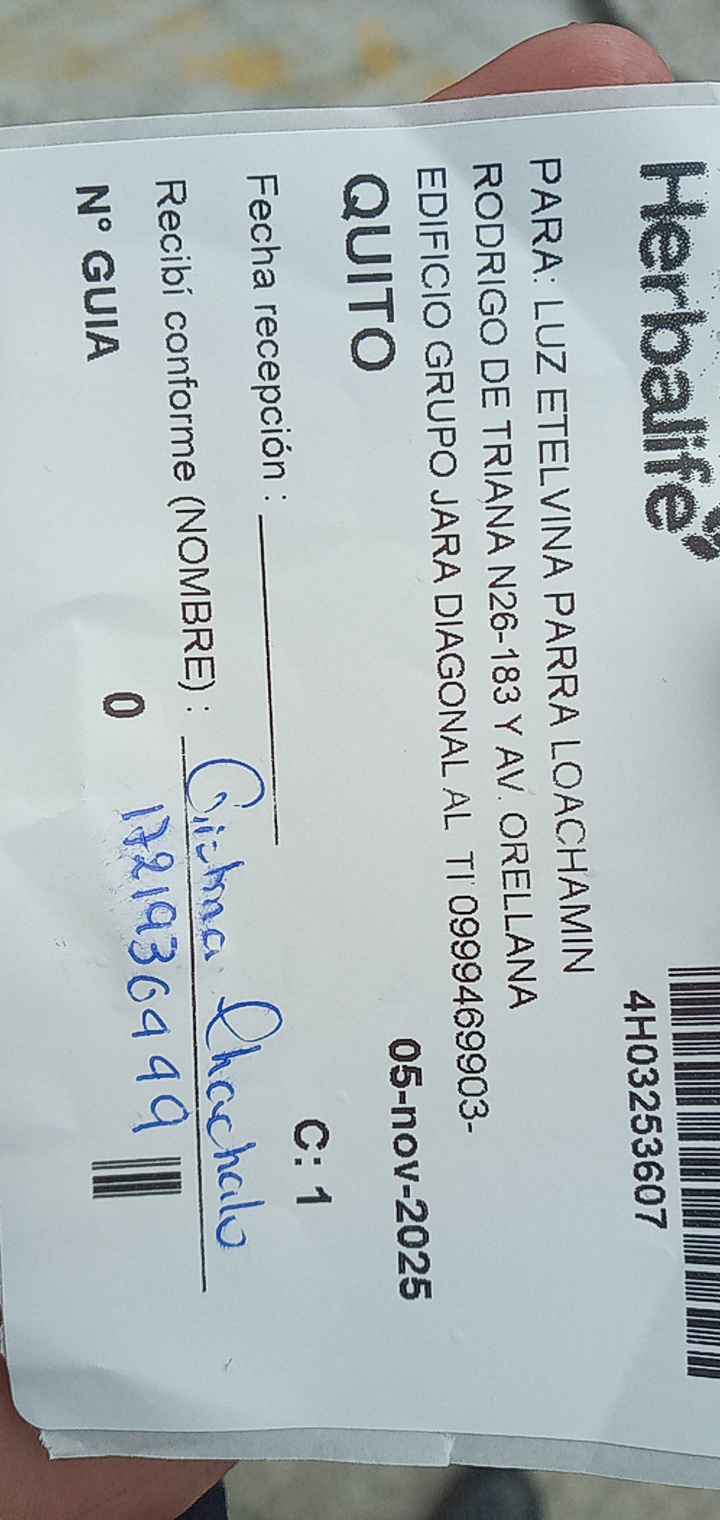 Herbalife
4H03253607
PARA: LUZ ETELVINA PARRA LOACHAMIN
RODRIGO DE TRIANA N26-183 Y AV. ORELLANA
EDIFICIO GRUPO JARA DIAGONAL AL TI 0999469903-
QUITO
05-nov-2025
Fecha recepción :
C: 1
Recibí conforme (NOMBRE) : Cristina Chachalo
N° GUIA
0